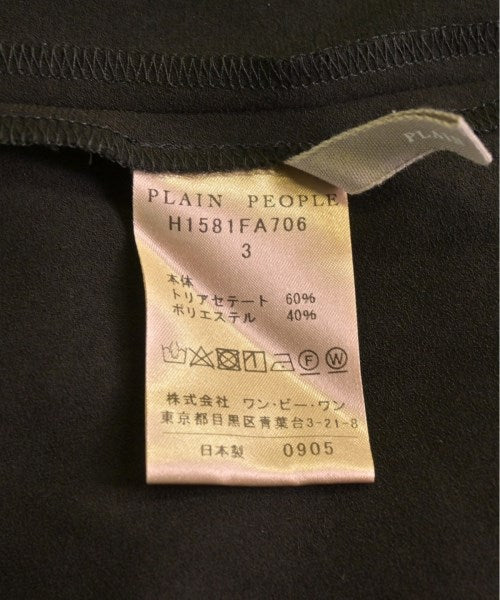 PLAIN
PLAIN PEOPLE
H1581FA706
3
本体
トリアセテート 60%
ポリエステル 40%
F W
株式会社 ワン・ビー・ワン
東京都目黒区青葉台3-21-8
日本製 0905